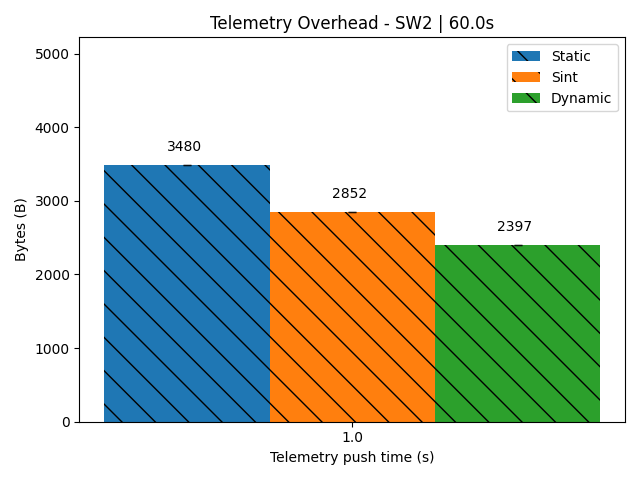 Telemetry Overhead - SW2 | 60.0s
Bytes (B)
5000
4000
3000
2000
1000
0
3480
2852
2397
Static
Sint
Dynamic
1.0
Telemetry push time (s)